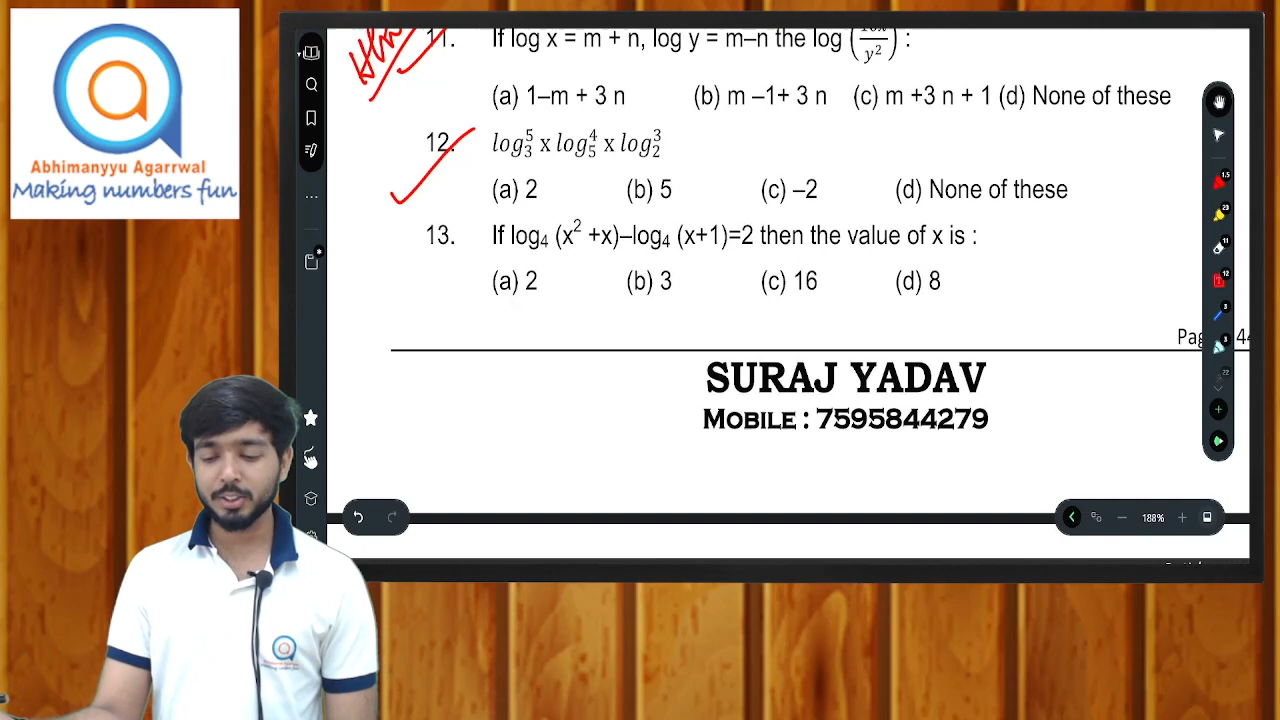 11. If log x = m + n, log y = m–n the log (10x/y²) :
(a) 1–m + 3 n (b) m –1+ 3 n (c) m +3 n + 1 (d) None of these
12. log₃⁵ x log₅⁴ x log₂³
(a) 2 (b) 5 (c) –2 (d) None of these
13. If log₄ (x² +x)–log₄ (x+1)=2 then the value of x is :
(a) 2 (b) 3 (c) 16 (d) 8
SURAJ YADAV
MOBILE : 7595844279
188%
Abhimanyyu Agarrwal
Making numbers fun